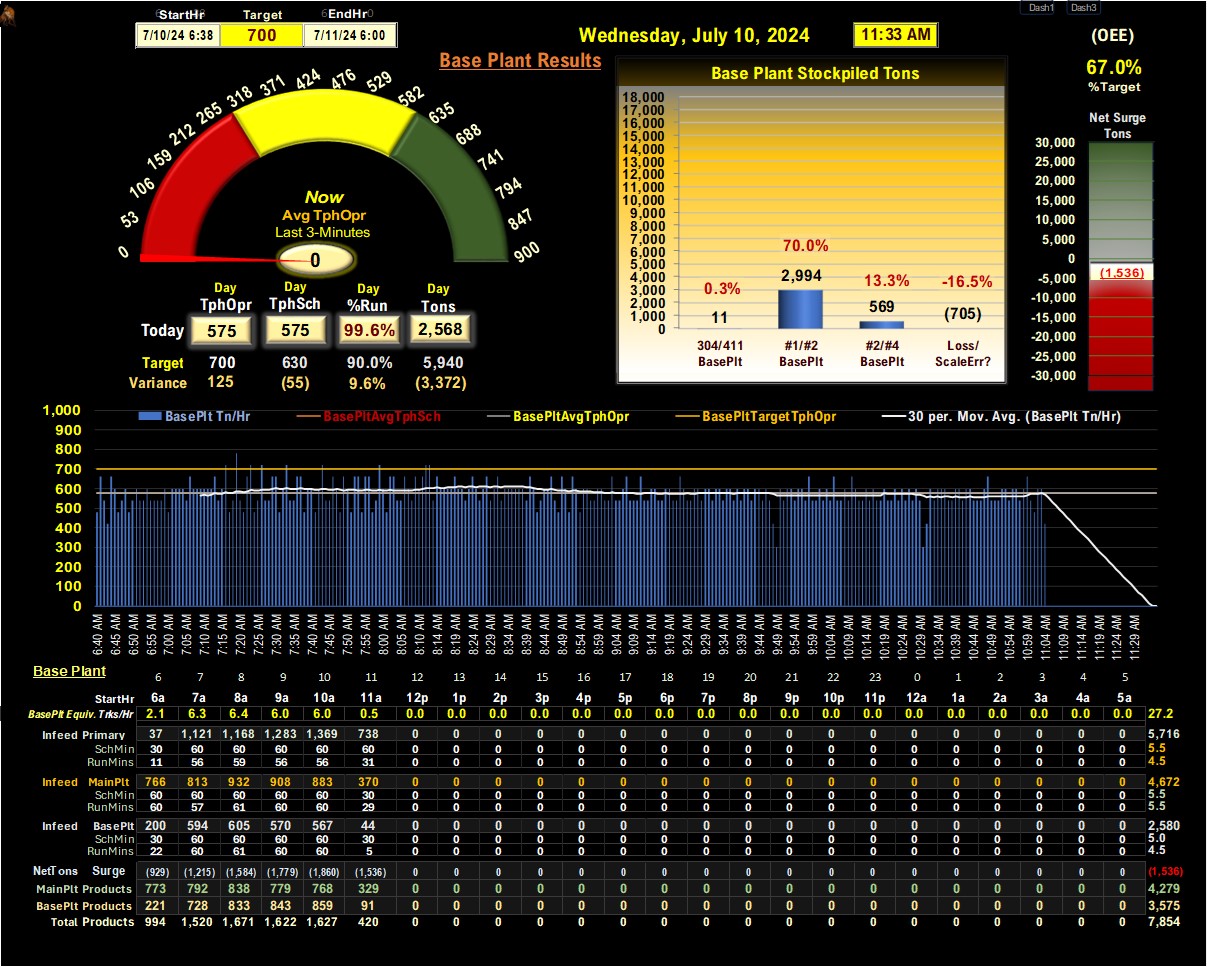 Dash1 Dash3
StartHr Target EndHr
7/10/24 6:38 700 7/11/24 6:00
Wednesday, July 10, 2024 11:33 AM
(OEE)
67.0%
%Target
Base Plant Results
0 53 106 159 212 265 318 371 424 476 529 582 635 688 741 794 847 900
Now
Avg TphOpr
Last 3-Minutes
0
Day Day Day Day
TphOpr TphSch %Run Tons
Today 575 575 99.6% 2,568
Target 700 630 90.0% 5,940
Variance 125 (55) 9.6% (3,372)
Base Plant Stockpiled Tons
18,000
17,000
16,000
15,000
14,000
13,000
12,000
11,000
10,000
9,000
8,000
7,000
6,000
5,000
4,000
3,000
2,000
1,000
0
0.3% 70.0% 13.3% -16.5%
11 2,994 569 (705)
304/411 #1/#2 #2/#4 Loss/
BasePlt BasePlt BasePlt ScaleErr?
Net Surge
Tons
30,000
25,000
20,000
15,000
10,000
5,000
0
-5,000
-10,000
-15,000
-20,000
-25,000
-30,000
(1,536)
BasePlt Tn/Hr BasePltAvgTphSch BasePltAvgTphOpr BasePltTargetTphOpr 30 per. Mov. Avg. (BasePlt Tn/Hr)
1,000
900
800
700
600
500
400
300
200
100
0
6:40 AM 6:45 AM 6:50 AM 6:55 AM 7:00 AM 7:05 AM 7:10 AM 7:15 AM 7:20 AM 7:25 AM 7:30 AM 7:35 AM 7:40 AM 7:45 AM 7:50 AM 7:55 AM 8:00 AM 8:05 AM 8:10 AM 8:14 AM 8:19 AM 8:24 AM 8:29 AM 8:34 AM 8:39 AM 8:44 AM 8:49 AM 8:54 AM 8:59 AM 9:04 AM 9:09 AM 9:14 AM 9:19 AM 9:24 AM 9:29 AM 9:34 AM 9:39 AM 9:44 AM 9:49 AM 9:54 AM 9:59 AM 10:04 AM 10:09 AM 10:14 AM 10:19 AM 10:24 AM 10:29 AM 10:34 AM 10:39 AM 10:44 AM 10:49 AM 10:54 AM 10:59 AM 11:04 AM 11:09 AM 11:14 AM 11:19 AM 11:24 AM 11:29 AM
Base Plant
6 7 8 9 10 11 12 13 14 15 16 17 18 19 20 21 22 23 0 1 2 3 4 5
StartHr 6a 7a 8a 9a 10a 11a 12p 1p 2p 3p 4p 5p 6p 7p 8p 9p 10p 11p 12a 1a 2a 3a 4a 5a
BasePlt Equiv. Trks/Hr 2.1 6.3 6.4 6.0 6.0 0.5 0.0 0.0 0.0 0.0 0.0 0.0 0.0 0.0 0.0 0.0 0.0 0.0 0.0 0.0 0.0 0.0 0.0 0.0 27.2
Infeed Primary 37 1,121 1,168 1,283 1,369 738 0 0 0 0 0 0 0 0 0 0 0 0 0 0 0 0 0 0 5,716
SchMin 30 60 60 60 60 60 0 0 0 0 0 0 0 0 0 0 0 0 0 0 0 0 0 0 5.5
RunMins 11 56 59 56 56 31 0 0 0 0 0 0 0 0 0 0 0 0 0 0 0 0 0 0 4.5
Infeed MainPlt 766 813 932 908 883 370 0 0 0 0 0 0 0 0 0 0 0 0 0 0 0 0 0 0 4,672
SchMin 60 60 60 60 60 30 0 0 0 0 0 0 0 0 0 0 0 0 0 0 0 0 0 0 5.5
RunMins 60 57 61 60 60 29 0 0 0 0 0 0 0 0 0 0 0 0 0 0 0 0 0 0 5.5
Infeed BasePlt 200 594 605 570 567 44 0 0 0 0 0 0 0 0 0 0 0 0 0 0 0 0 0 0 2,580
SchMin 30 60 60 60 60 30 0 0 0 0 0 0 0 0 0 0 0 0 0 0 0 0 0 0 5.0
RunMins 22 60 61 60 60 5 0 0 0 0 0 0 0 0 0 0 0 0 0 0 0 0 0 0 4.5
NetTons Surge (929) (1,215) (1,584) (1,779) (1,860) (1,536) 0 0 0 0 0 0 0 0 0 0 0 0 0 0 0 0 0 0 (1,536)
MainPlt Products 773 792 838 779 768 329 0 0 0 0 0 0 0 0 0 0 0 0 0 0 0 0 0 0 4,279
BasePlt Products 221 728 833 843 859 91 0 0 0 0 0 0 0 0 0 0 0 0 0 0 0 0 0 0 3,575
Total Products 994 1,520 1,671 1,622 1,627 420 0 0 0 0 0 0 0 0 0 0 0 0 0 0 0 0 0 0 7,854